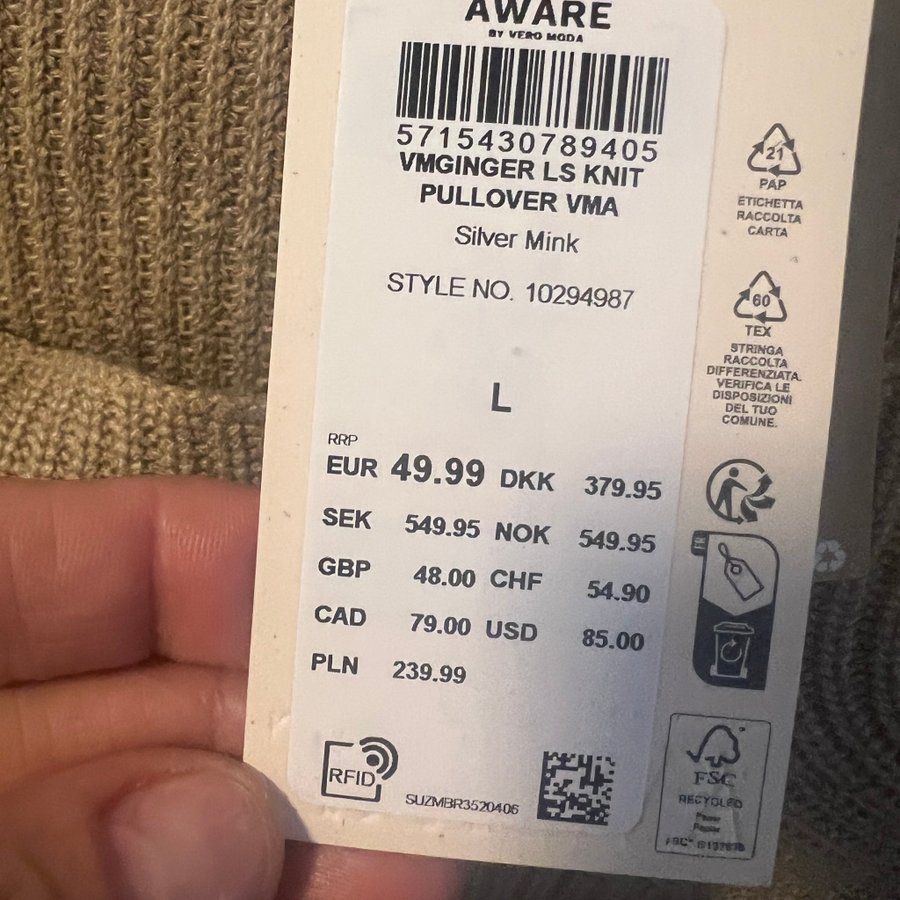 AWARE
BY VERO MODA
5715430789405
VMGINGER LS KNIT
PULLOVER VMA
Silver Mink
STYLE NO. 10294987
L
RRP
EUR 49.99 DKK 379.95
SEK 549.95 NOK 549.95
GBP 48.00 CHF 54.90
CAD 79.00 USD 85.00
PLN 239.99
RFID
SUZMBR3520406
21
PAP
ETICHETTA
RACCOLTA
CARTA
60
TEX
STRINGA
RACCOLTA
DIFFERENZIATA.
VERIFICA LE
DISPOSIZIONI
DEL TUO
COMUNE.
FR
FSC
RECYCLED